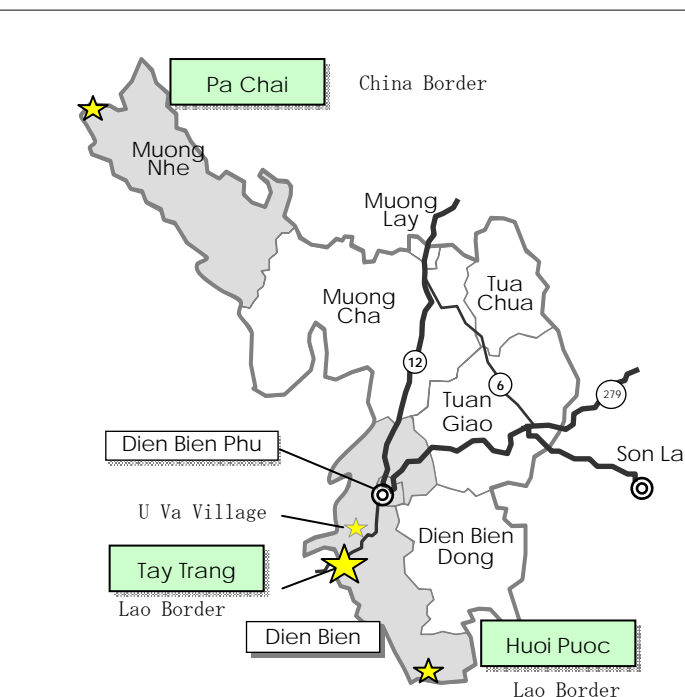 Pa Chai
China Border
Muong
Nhe
Muong
Lay
Tua
Chua
Muong
Cha
12
6
279
Tuan
Giao
Dien Bien Phu
Son La
U Va Village
Dien Bien
Dong
Tay Trang
Lao Border
Dien Bien
Huoi Puoc
Lao Border